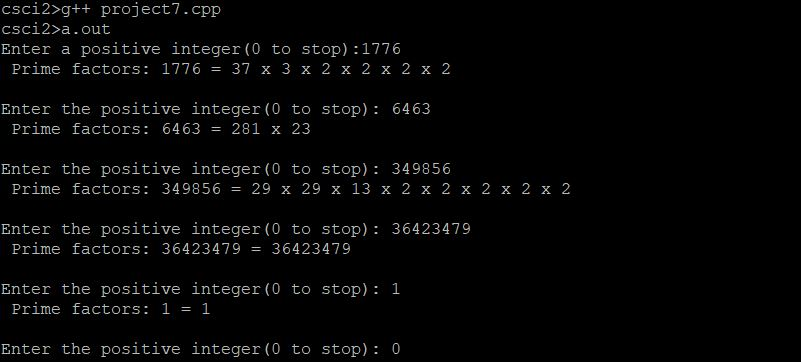 csci2>g++ project7.cpp
csci2>a.out
Enter a positive integer(0 to stop):1776
Prime factors: 1776 = 37 x 3 x 2 x 2 x 2 x 2
Enter the positive integer(0 to stop): 6463
Prime factors: 6463 = 281 x 23
Enter the positive integer(0 to stop): 349856
Prime factors: 349856 = 29 x 29 x 13 x 2 x 2 x 2 x 2 x 2
Enter the positive integer(0 to stop): 36423479
Prime factors: 36423479 = 36423479
Enter the positive integer(0 to stop): 1
Prime factors: 1 = 1
Enter the positive integer(0 to stop): 0